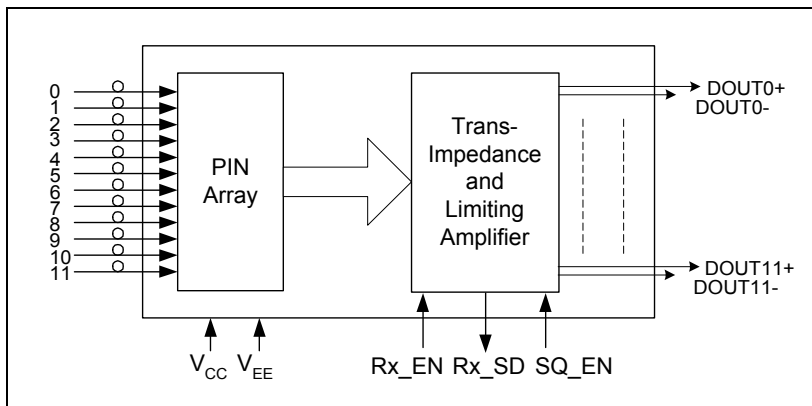 0
1
2
3
4
5
6
7
8
9
10
11
PIN
Array
Trans-
Impedance
and
Limiting
Amplifier
DOUT0+
DOUT0-
DOUT11+
DOUT11-
VCC
VEE
Rx_EN
Rx_SD
SQ_EN